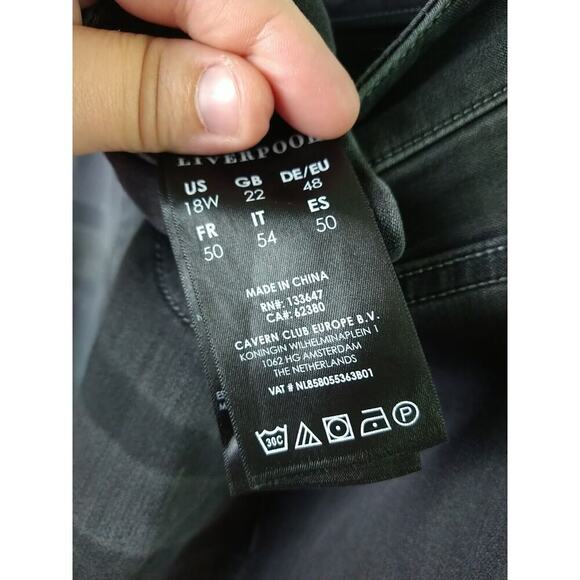 LIVERPOOL
US GB DE/EU
18W 22 48
FR IT ES
50 54 50
MADE IN CHINA
RN#: 133647
CA#: 62380
CAVERN CLUB EUROPE B.V.
KONINGIN WILHELMINAPLEIN 1
1062 HG AMSTERDAM
THE NETHERLANDS
VAT # NL858055363B01
30C P